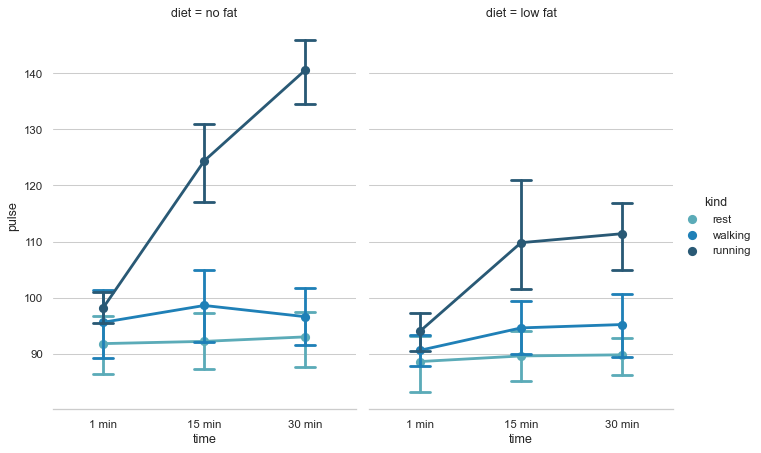 diet = no fat
diet = low fat
140
130
120
110
100
90
pulse
1 min
15 min
30 min
time
1 min
15 min
30 min
time
kind
rest
walking
running